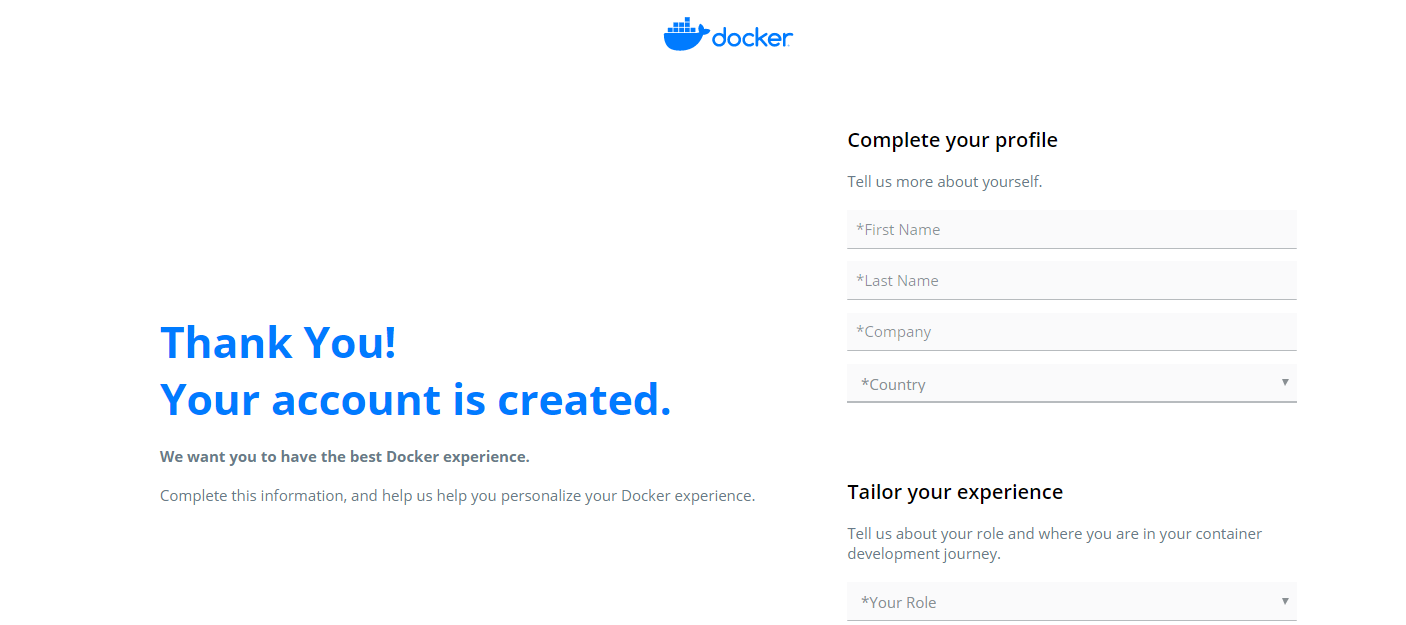 docker
Thank You!
Your account is created.
We want you to have the best Docker experience.
Complete this information, and help us help you personalize your Docker experience.
Complete your profile
Tell us more about yourself.
*First Name
*Last Name
*Company
*Country
Tailor your experience
Tell us about your role and where you are in your container
development journey.
*Your Role